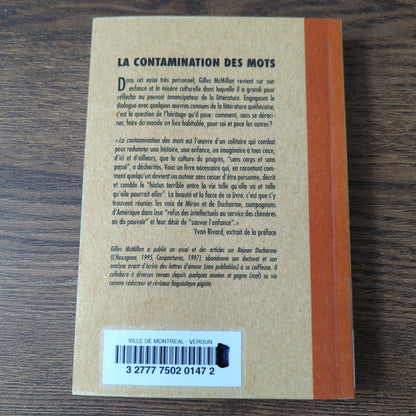 LA CONTAMINATION DES MOTS
Dans cet essai très personnel, Gilles McMillan revient sur son
enfance et la misère culturelle dans laquelle il a grandi pour
réfléchir au pouvoir émancipateur de la littérature. Engageant le
dialogue avec quelques œuvres connues de la littérature québécoise,
c'est la question de l'héritage qu'il pose : comment, sans se déraci-
ner, faire du monde un lieu habitable, pour soi et pour les autres ?
« La contamination des mots est l'œuvre d'un solitaire qui combat
pour redonner une histoire, une enfance, un imaginaire à tous ceux,
d'ici et d'ailleurs, que la culture du progrès, "sans corps et sans
passé", a déshérités. Voici un livre nécessaire qui, en racontant com-
ment quelqu'un devient un auteur sans cesser d'être personne, décrit
et comble le "hiatus terrible entre la vie telle qu'elle va et telle
qu'elle pourrait aller". La beauté et la force de ce livre, c'est que s'y
trouvent réunies les voix de Miron et de Ducharme, compagnons
d'Amérique dans leur "refus des intellectuels au service des chimères
ou du pouvoir" et leur désir de "sauver l'enfance". »
Yvon Rivard, extrait de la préface
Gilles McMillan a publié un essai et des articles sur Réjean Ducharme
(L'Hexagone, 1995, Conjonctures, 1997), abandonné son doctorat et son
analyse avant d'écrire des lettres d'amour (non publiables) à sa coiffeuse. Il
collabore à diverses revues depuis quelques années et gagne (mal) sa vie
comme rédacteur et réviseur linguistique pigiste.
VILLE DE MONTREAL - VERDUN
3 2777 7502 0147 2